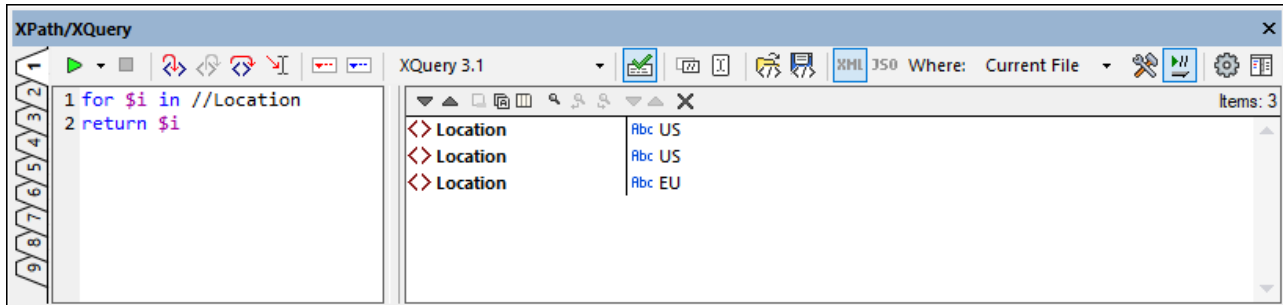 XPath/XQuery
XQuery 3.1
XML JSO Where: Current File
1 for $i in //Location
2 return $i
Items: 3
<> Location Abc US
<> Location Abc US
<> Location Abc EU
1
2
3
4
5
6
7
8
9